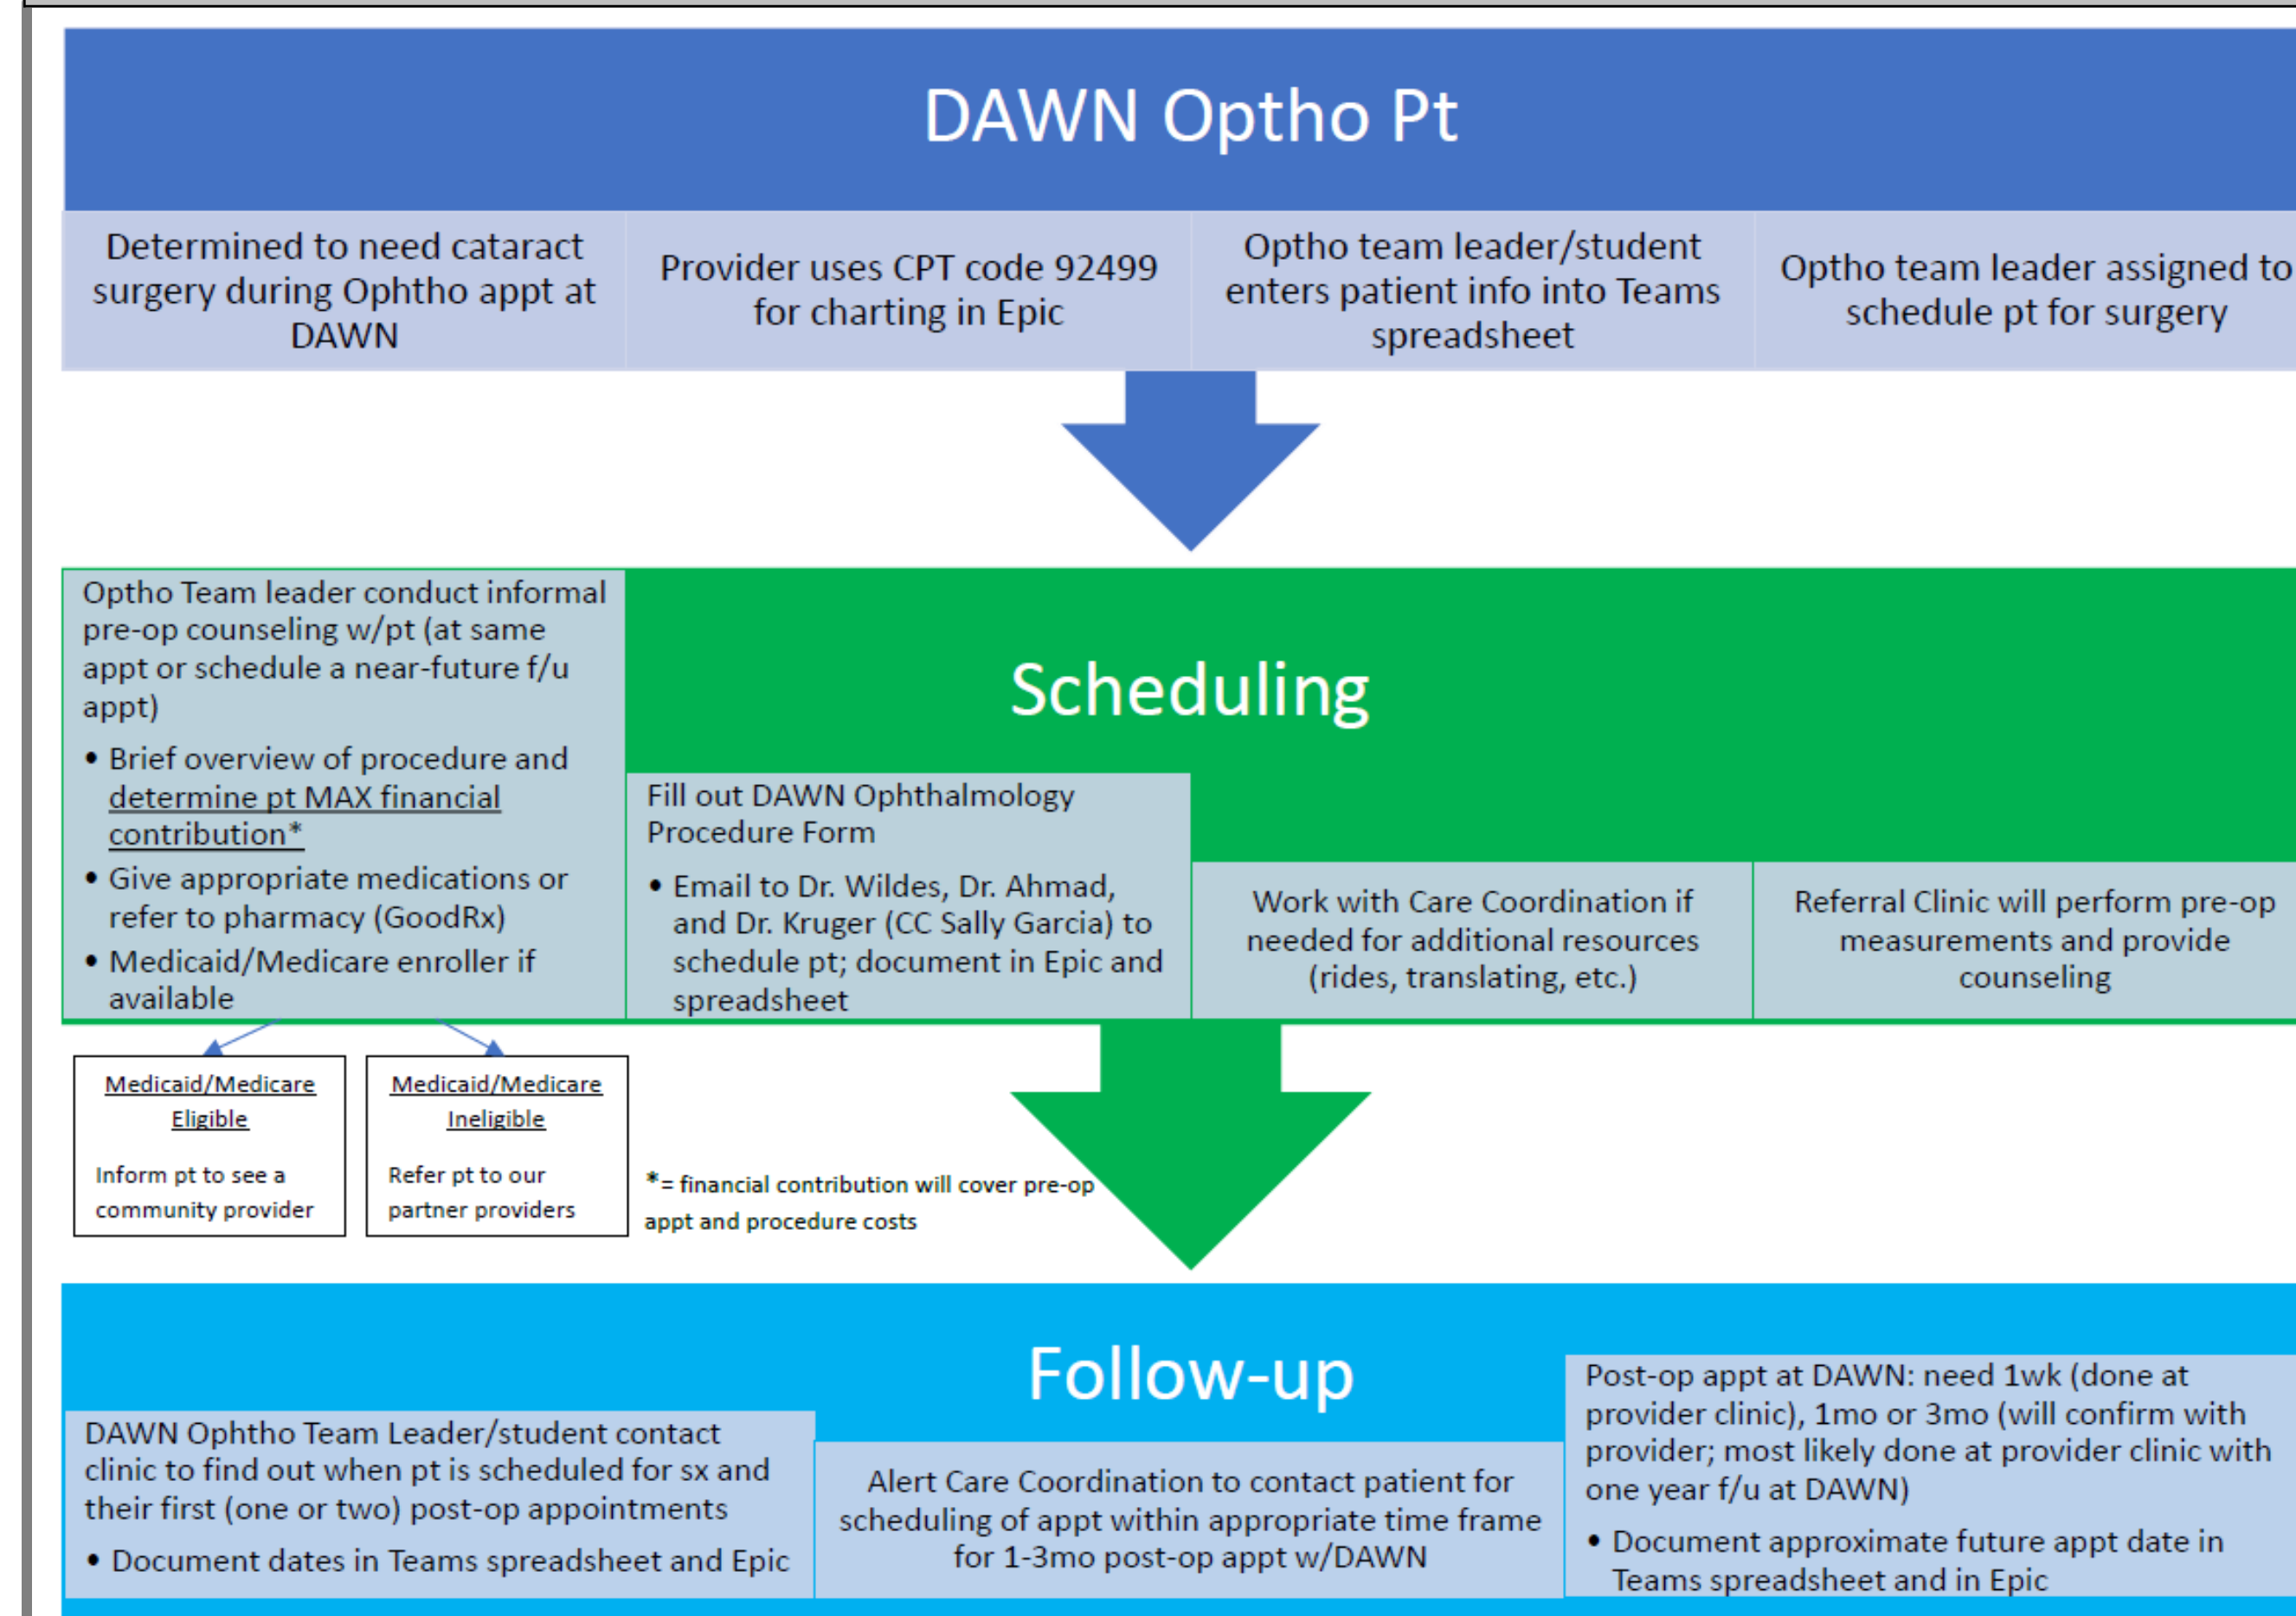 DAWN Optho Pt
Determined to need cataract
surgery during Ophtho appt at
DAWN
Provider uses CPT code 92499
for charting in Epic
Optho team leader/student
enters patient info into Teams
spreadsheet
Optho team leader assigned to
schedule pt for surgery
Scheduling
Optho Team leader conduct informal
pre-op counseling w/pt (at same
appt or schedule a near-future f/u
appt)
• Brief overview of procedure and
determine pt MAX financial
contribution*
• Give appropriate medications or
refer to pharmacy (GoodRx)
• Medicaid/Medicare enroller if
available
Fill out DAWN Ophthalmology
Procedure Form
• Email to Dr. Wildes, Dr. Ahmad,
and Dr. Kruger (CC Sally Garcia) to
schedule pt; document in Epic and
spreadsheet
Work with Care Coordination if
needed for additional resources
(rides, translating, etc.)
Referral Clinic will perform pre-op
measurements and provide
counseling
Medicaid/Medicare
Eligible
Inform pt to see a
community provider
Medicaid/Medicare
Ineligible
Refer pt to our
partner providers
*= financial contribution will cover pre-op
appt and procedure costs
Follow-up
DAWN Ophtho Team Leader/student contact
clinic to find out when pt is scheduled for sx and
their first (one or two) post-op appointments
• Document dates in Teams spreadsheet and Epic
Alert Care Coordination to contact patient for
scheduling of appt within appropriate time frame
for 1-3mo post-op appt w/DAWN
Post-op appt at DAWN: need 1wk (done at
provider clinic), 1mo or 3mo (will confirm with
provider; most likely done at provider clinic with
one year f/u at DAWN)
• Document approximate future appt date in
Teams spreadsheet and in Epic